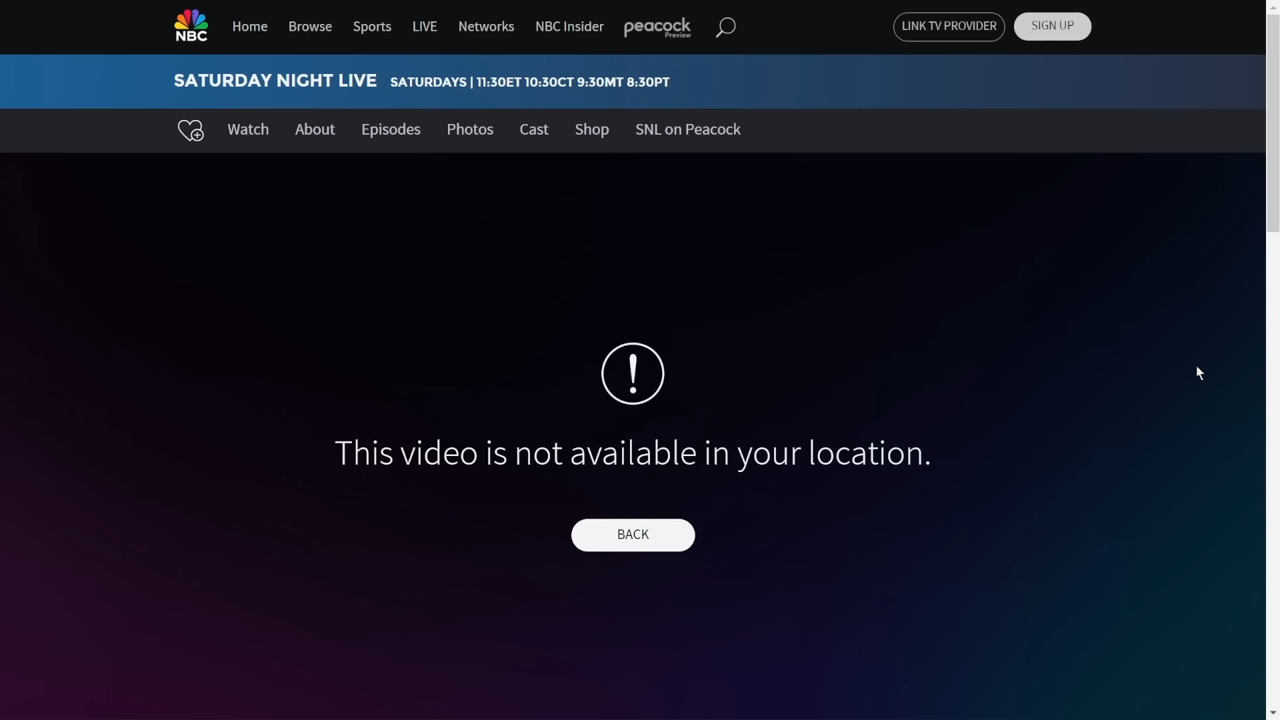 NBC
Home Browse Sports LIVE Networks NBC Insider peacock Preview LINK TV PROVIDER SIGN UP
SATURDAY NIGHT LIVE SATURDAYS | 11:30ET 10:30CT 9:30MT 8:30PT
Watch About Episodes Photos Cast Shop SNL on Peacock
!
This video is not available in your location.
BACK